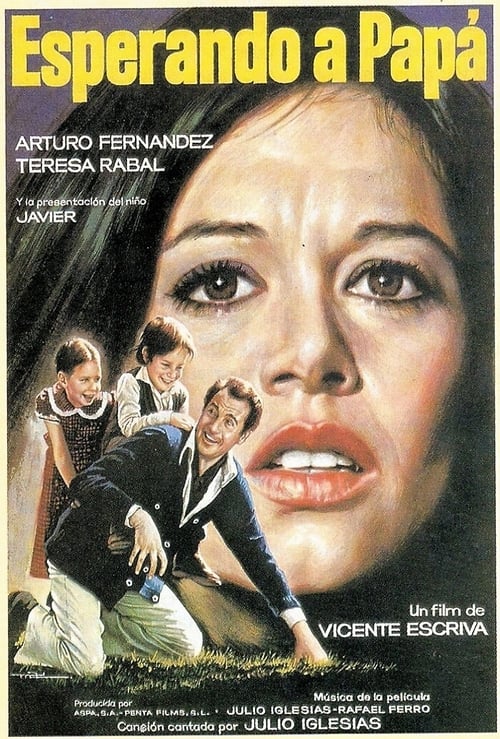 Esperando a Papá
ARTURO FERNANDEZ
TERESA RABAL
Y la presentación del niño
JAVIER
Un film de
VICENTE ESCRIVA
Producida por
ASPA, S.A.-PENTA FILMS, S.L.
Música de la película
JULIO IGLESIAS-RAFAEL FERRO
Canción cantada por JULIO IGLESIAS